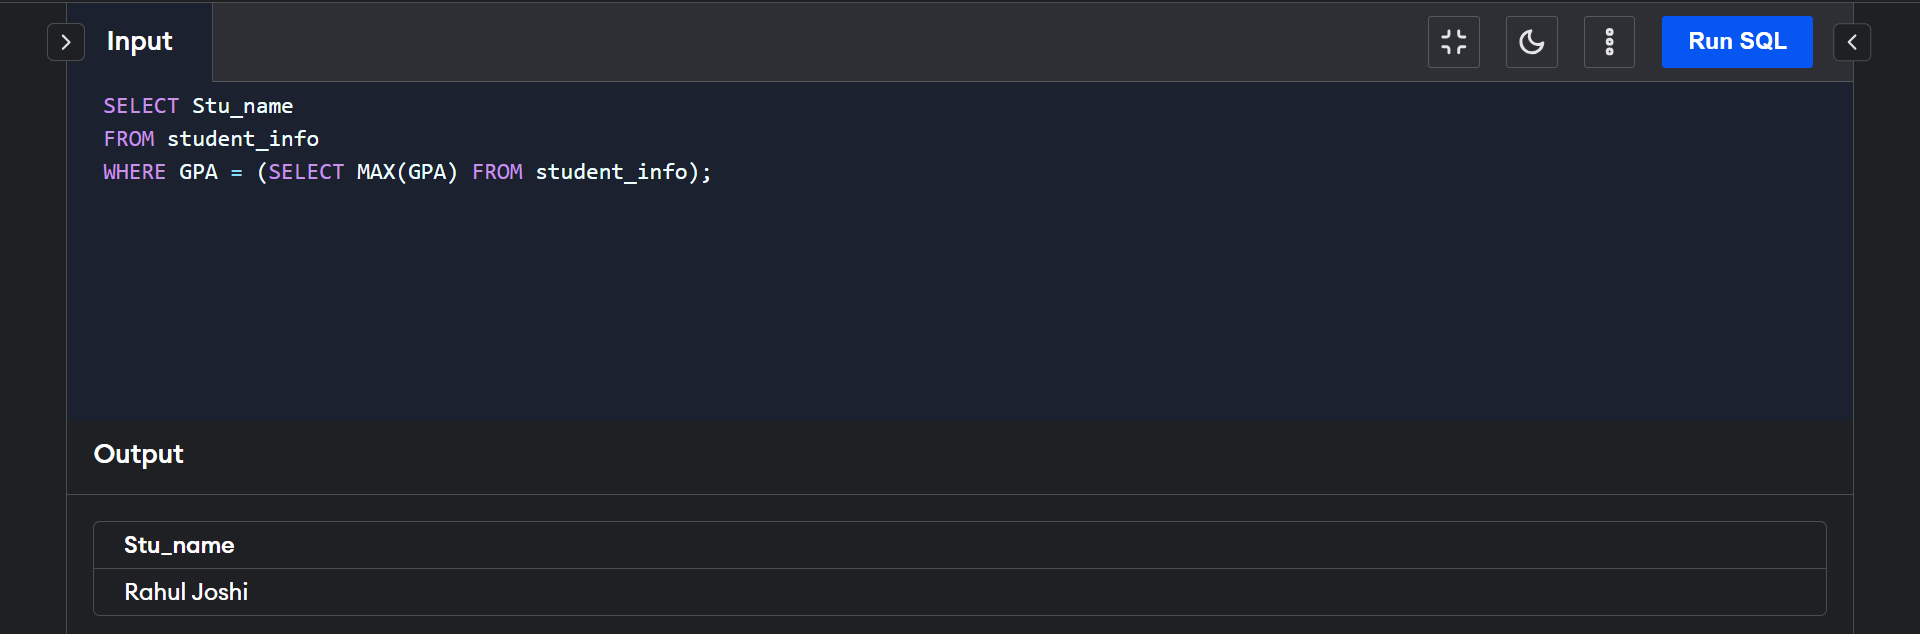 Input
Run SQL
SELECT Stu_name
FROM student_info
WHERE GPA = (SELECT MAX(GPA) FROM student_info);
Output
Stu_name
Rahul Joshi